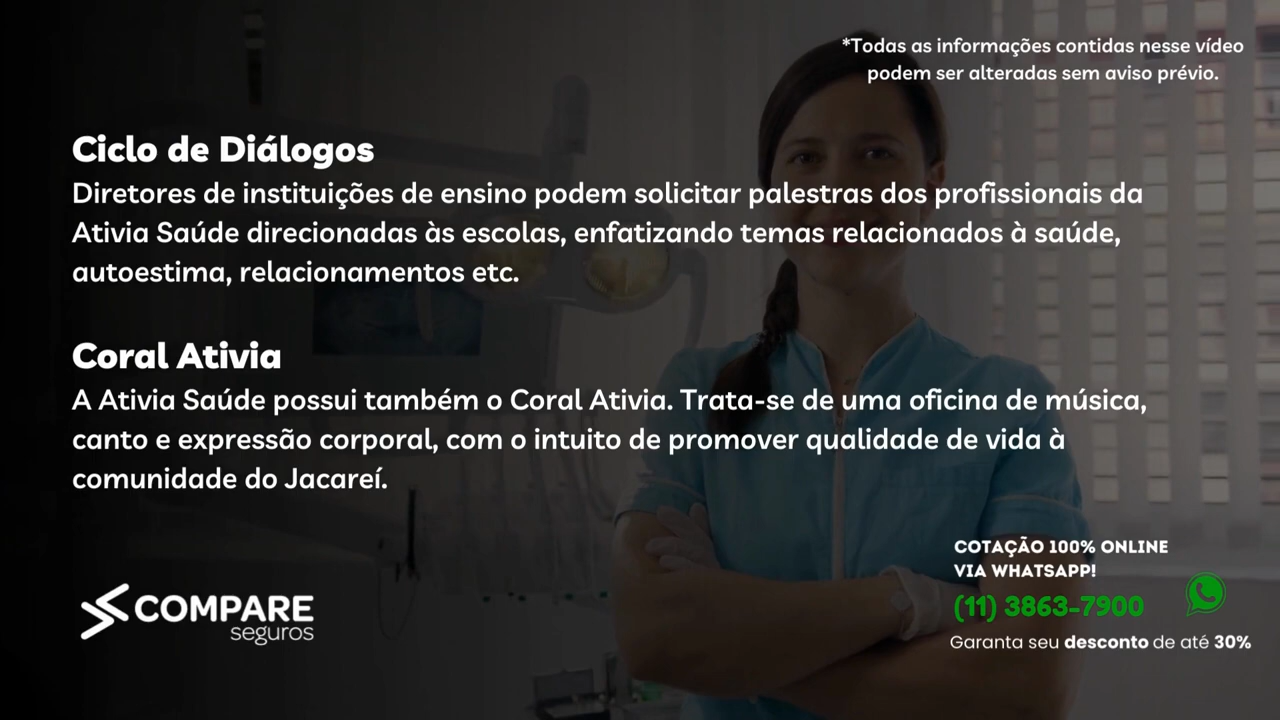 *Todas as informações contidas nesse vídeo
podem ser alteradas sem aviso prévio.
Ciclo de Diálogos
Diretores de instituições de ensino podem solicitar palestras dos profissionais da
Ativia Saúde direcionadas às escolas, enfatizando temas relacionados à saúde,
autoestima, relacionamentos etc.
Coral Ativia
A Ativia Saúde possui também o Coral Ativia. Trata-se de uma oficina de música,
canto e expressão corporal, com o intuito de promover qualidade de vida à
comunidade do Jacareí.
COMPARE
seguros
COTAÇÃO 100% ONLINE
VIA WHATSAPP!
(11) 3863-7900
Garanta seu desconto de até 30%